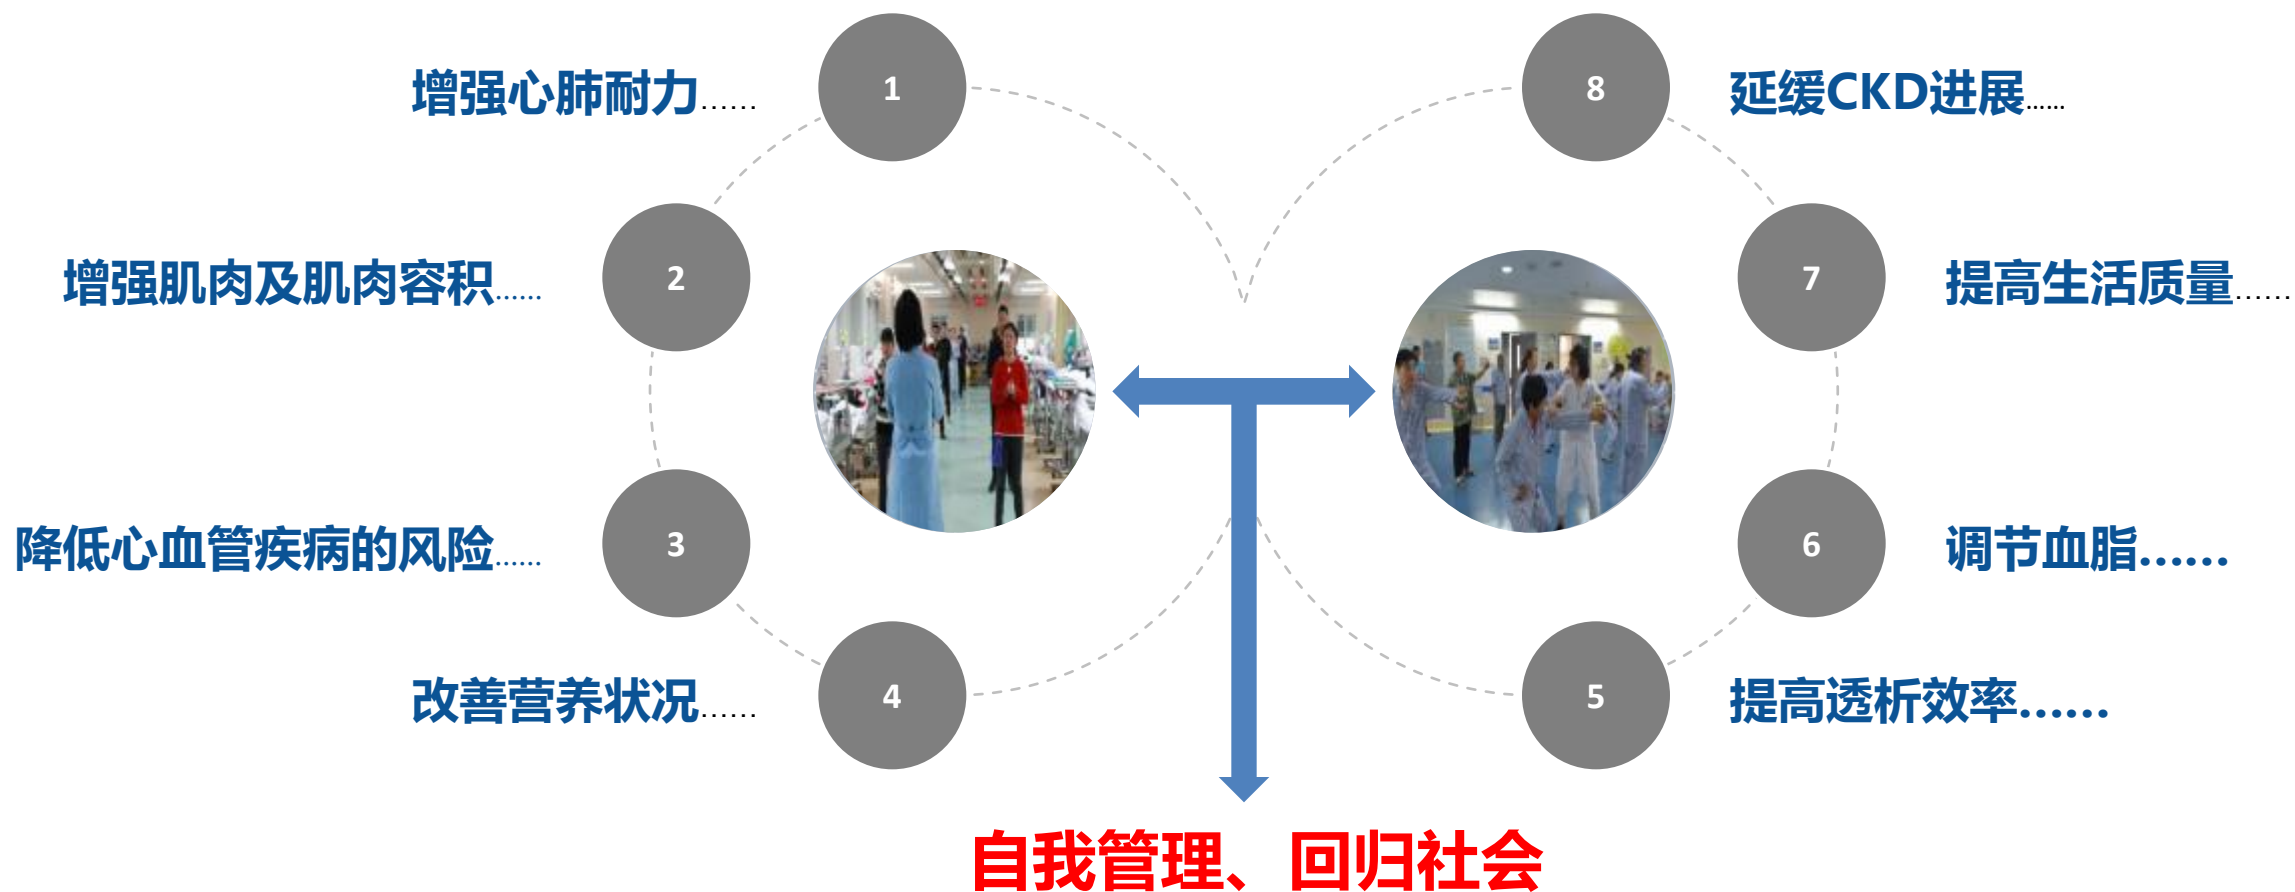 1
增强心肺耐力......
2
增强肌肉及肌肉容积......
3
降低心血管疾病的风险......
4
改善营养状况......
5
提高透析效率......
6
调节血脂......
7
提高生活质量......
8
延缓CKD进展......
自我管理、回归社会